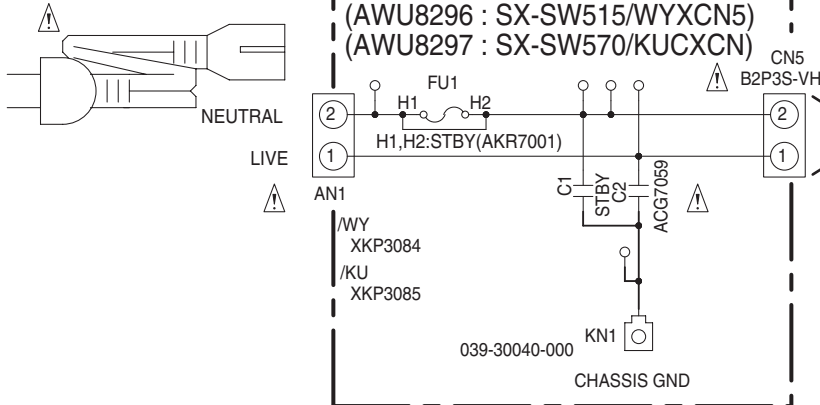 (AWU8296 : SX-SW515/WYXCN5)
(AWU8297 : SX-SW570/KUCXCN)
CN5
B2P3S-VH
FU1
H1 H2
NEUTRAL
2
2
H1,H2:STBY(AKR7001)
LIVE
1
1
AN1
C1
STBY
C2
ACG7059
/WY
XKP3084
/KU
XKP3085
KN1
039-30040-000
CHASSIS GND